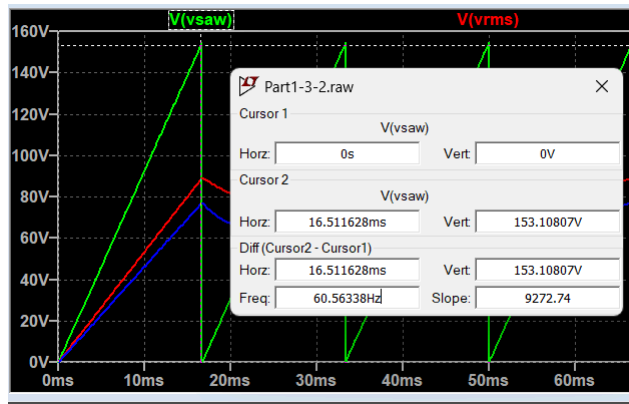 V(vsaw) V(vrms)
160V
140V
120V
100V
80V
60V
40V
20V
0V
0ms 10ms 20ms 30ms 40ms 50ms 60ms
Part1-3-2.raw
Cursor 1
V(vsaw)
Horz: 0s Vert: 0V
Cursor 2
V(vsaw)
Horz: 16.511628ms Vert: 153.10807V
Diff (Cursor2 - Cursor1)
Horz: 16.511628ms Vert: 153.10807V
Freq: 60.56338Hz Slope: 9272.74